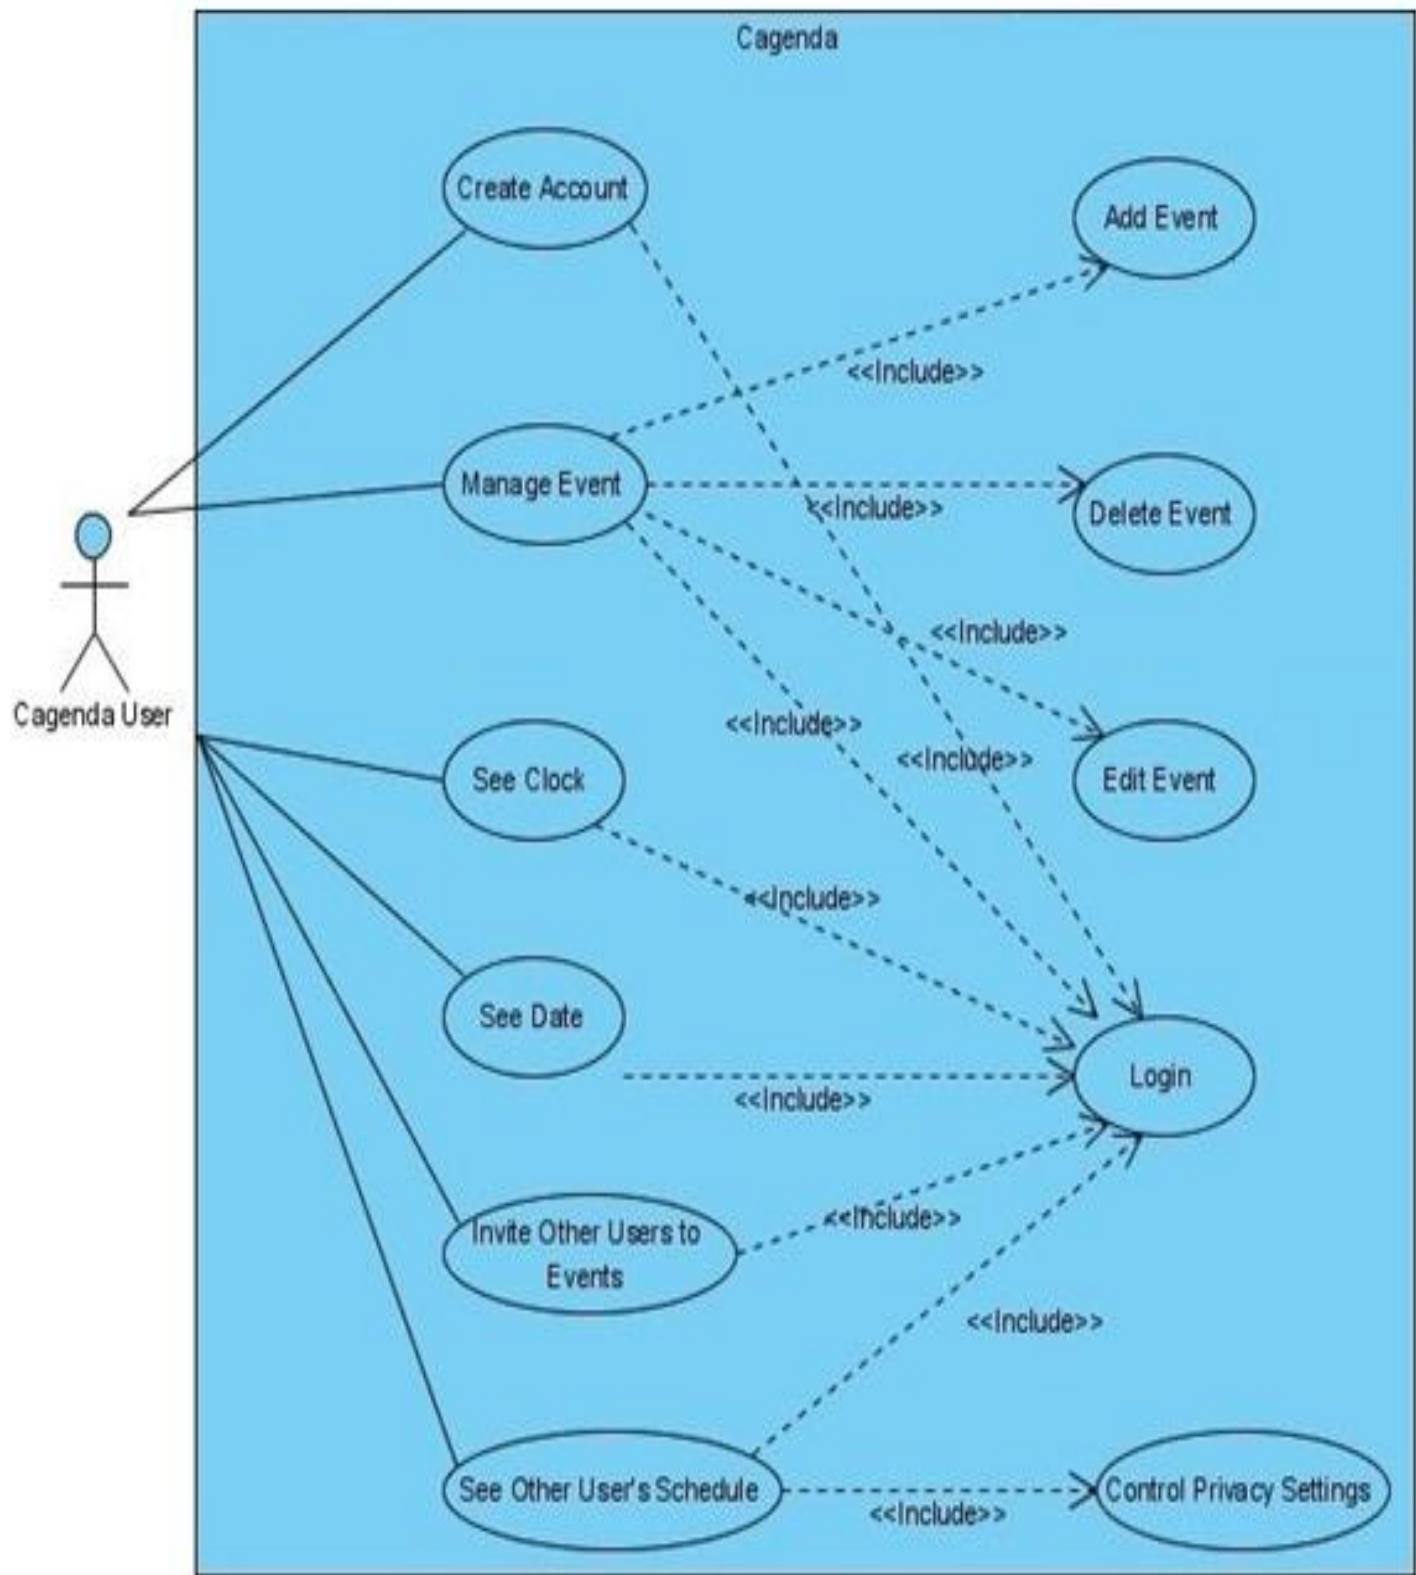 Cagenda
Create Account
Add Event
<<Include>>
Manage Event
<<Include>>
Delete Event
<<Include>>
Cagenda User
<<Include>>
<<Include>>
See Clock
Edit Event
<<Include>>
See Date
Login
<<Include>>
Invite Other Users to
Events
<<Include>>
<<Include>>
See Other User's Schedule
Control Privacy Settings
<<Include>>